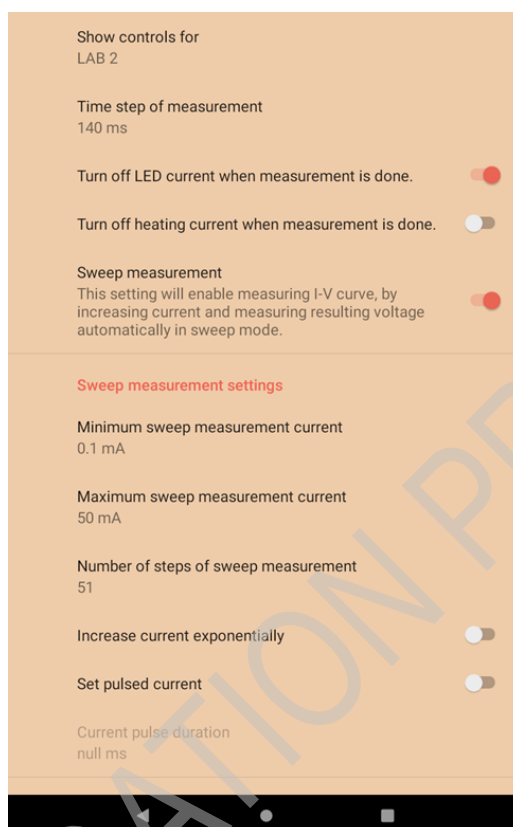 Show controls for
LAB 2
Time step of measurement
140 ms
Turn off LED current when measurement is done.
Turn off heating current when measurement is done.
Sweep measurement
This setting will enable measuring I-V curve, by
increasing current and measuring resulting voltage
automatically in sweep mode.
Sweep measurement settings
Minimum sweep measurement current
0.1 mA
Maximum sweep measurement current
50 mA
Number of steps of sweep measurement
51
Increase current exponentially
Set pulsed current
Current pulse duration
null ms